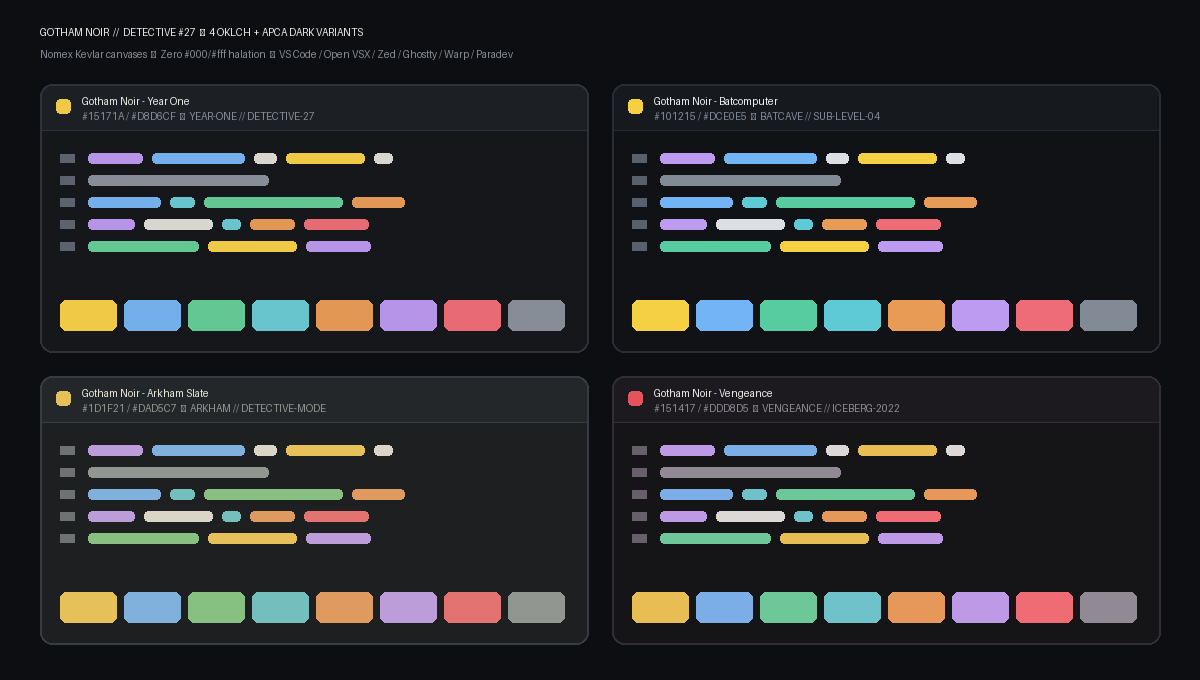 GOTHAM NOIR // DETECTIVE #27 ▯ 4 OKLCH + APCA DARK VARIANTS
Nomex Kevlar canvases ▯ Zero #000/#fff halation ▯ VS Code / Open VSX / Zed / Ghostty / Warp / Paradev
Gotham Noir - Year One
#15171A / #D8D6CF ▯ YEAR-ONE // DETECTIVE-27
Gotham Noir - Batcomputer
#101215 / #DCE0E5 ▯ BATCAVE // SUB-LEVEL-04
Gotham Noir - Arkham Slate
#1D1F21 / #DAD5C7 ▯ ARKHAM // DETECTIVE-MODE
Gotham Noir - Vengeance
#151417 / #DDD8D5 ▯ VENGEANCE // ICEBERG-2022